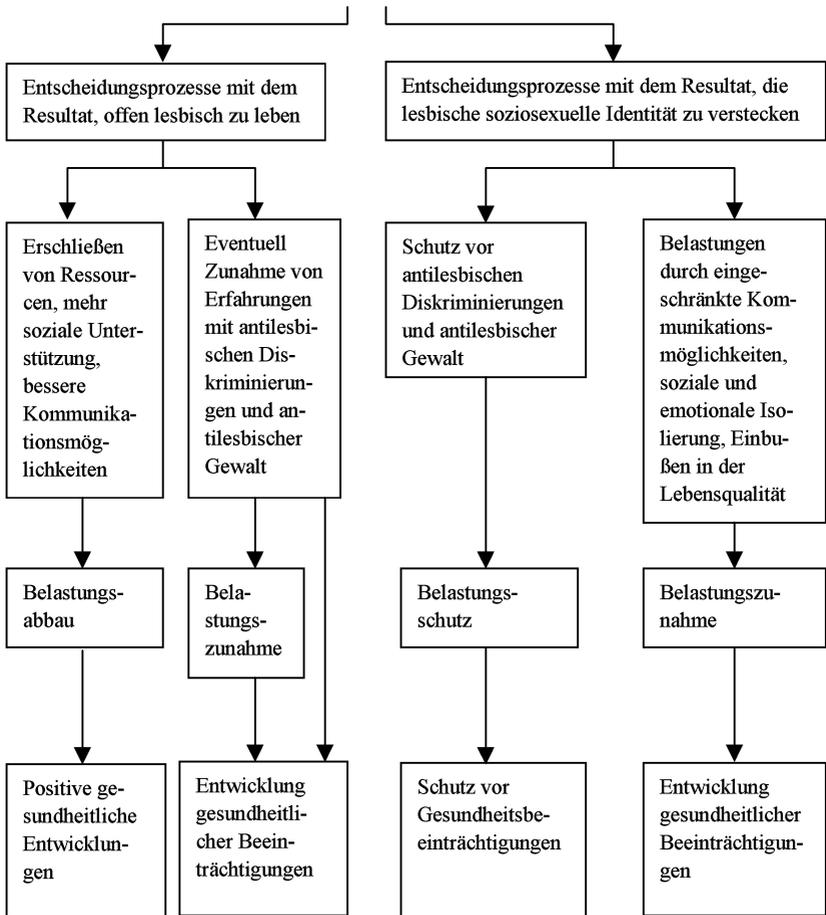 Entscheidungsprozesse mit dem
Resultat, offen lesbisch zu leben
Entscheidungsprozesse mit dem Resultat, die
lesbische soziosexuelle Identität zu verstecken
Erschließen
von Ressour-
cen, mehr
soziale Unter-
stützung,
bessere
Kommunika-
tionsmög-
lichkeiten
Eventuell
Zunahme von
Erfahrungen
mit antilesbi-
schen Dis-
kriminierun-
gen und an-
tilesbischer
Gewalt
Schutz vor
antilesbischen
Diskriminierungen
und antilesbischer
Gewalt
Belastungen
durch einge-
schränkte Kom-
munikations-
möglichkeiten,
soziale und
emotionale Iso-
lierung, Einbu-
ßen in der
Lebensqualität
Belastungs-
abbau
Bela-
stungs-
zunahme
Belastungs-
schutz
Belastungszu-
nahme
Positive ge-
sundheitliche
Entwicklun-
gen
Entwicklung
gesundheitli-
cher Beein-
trächtigungen
Schutz vor
Gesundheitsbe-
einträchtigungen
Entwicklung
gesundheitlicher
Beeinträchtigun-
gen